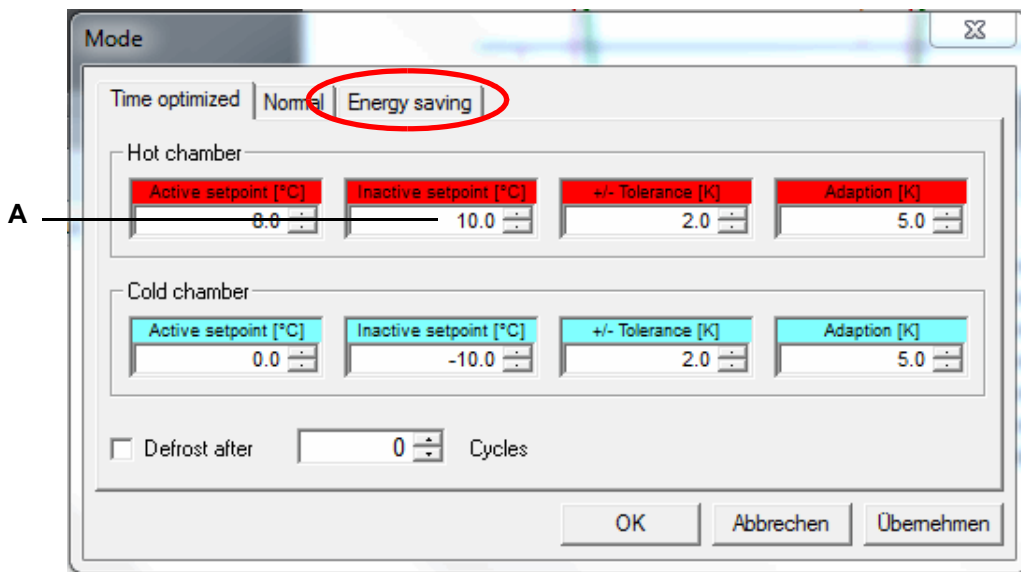 Mode
Time optimized Normal Energy saving
Hot chamber
Active setpoint [°C] Inactive setpoint [°C] +/- Tolerance [K] Adaption [K]
A 8.0 10.0 2.0 5.0
Cold chamber
Active setpoint [°C] Inactive setpoint [°C] +/- Tolerance [K] Adaption [K]
0.0 -10.0 2.0 5.0
Defrost after 0 Cycles
OK Abbrechen Übernehmen